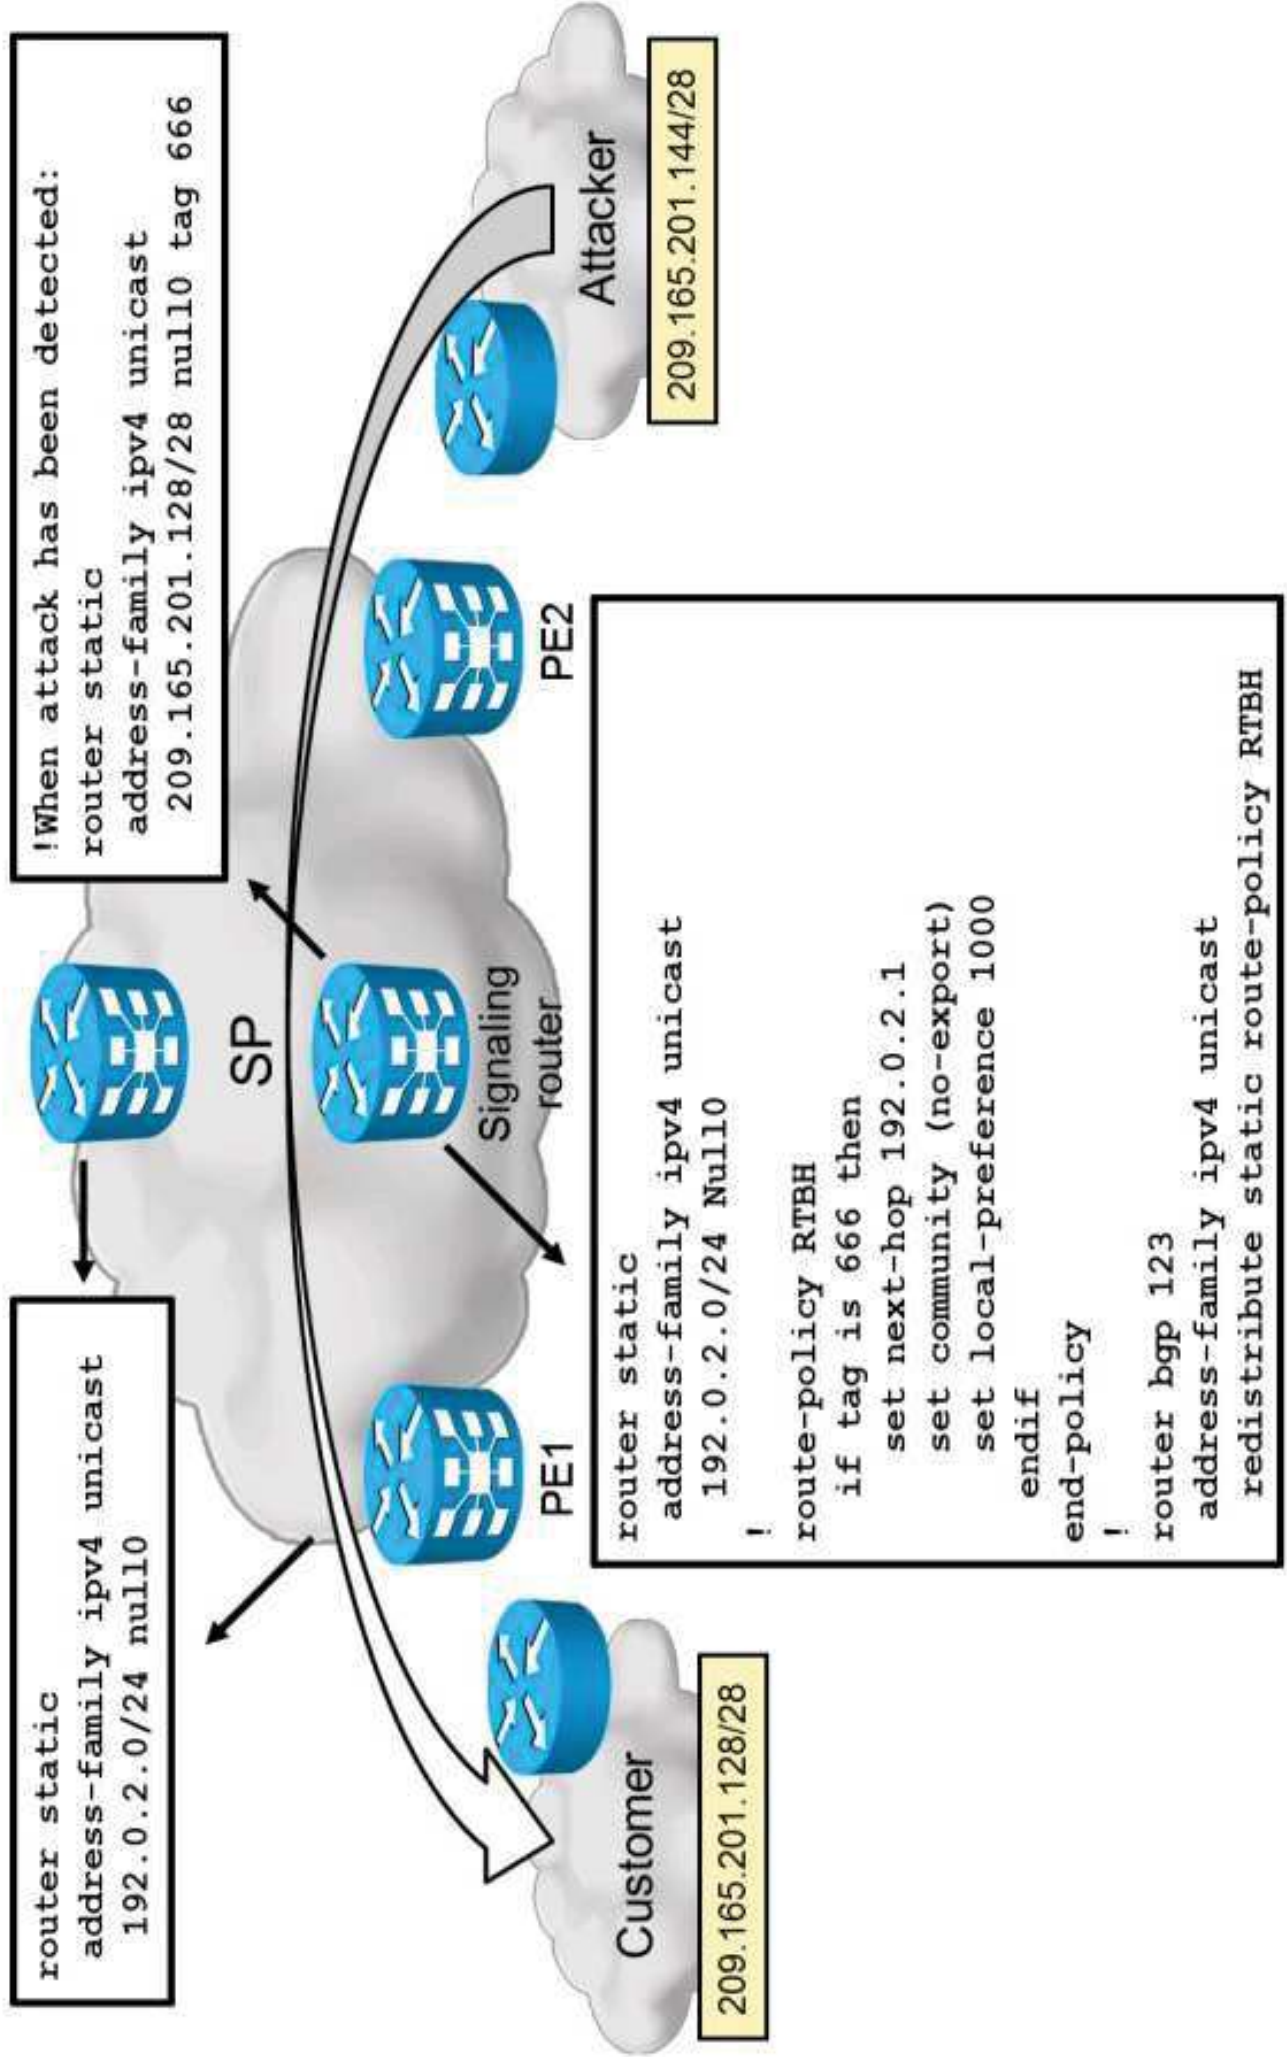 router static
address-family ipv4 unicast
192.0.2.0/24 null0
!When attack has been detected:
router static
address-family ipv4 unicast
209.165.201.128/28 null0 tag 666
SP
Signaling
router
PE1
PE2
Customer
209.165.201.128/28
Attacker
209.165.201.144/28
router static
address-family ipv4 unicast
192.0.2.0/24 Null0
!
route-policy RTBH
if tag is 666 then
set next-hop 192.0.2.1
set community (no-export)
set local-preference 1000
endif
end-policy
!
router bgp 123
address-family ipv4 unicast
redistribute static route-policy RTBH